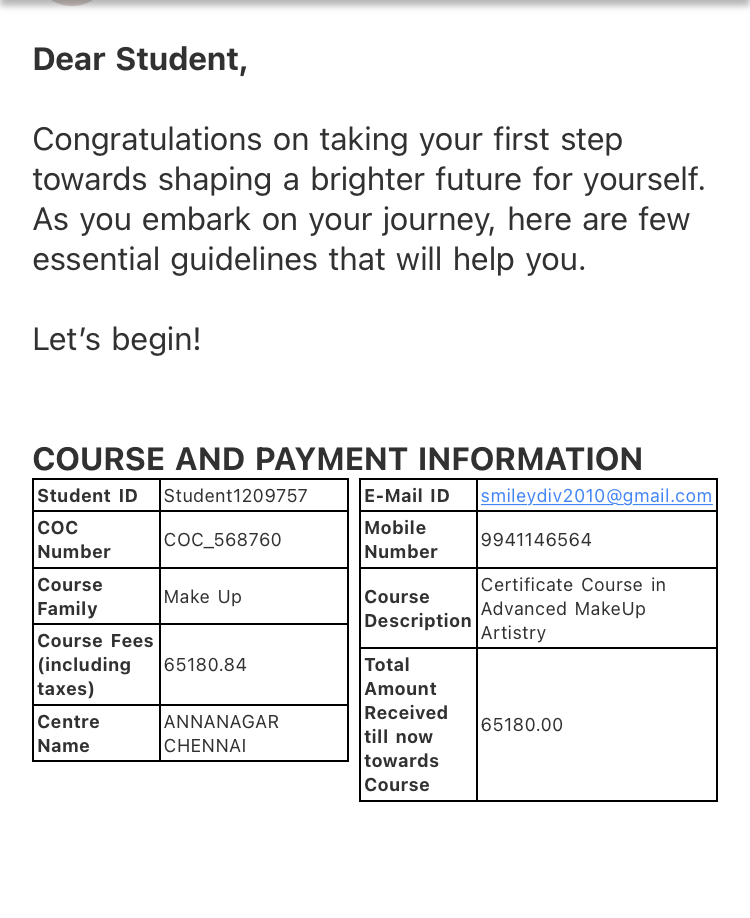 Dear Student,
Congratulations on taking your first step
towards shaping a brighter future for yourself.
As you embark on your journey, here are few
essential guidelines that will help you.
Let’s begin!
COURSE AND PAYMENT INFORMATION
Student ID Student1209757
COC
Number COC_568760
Course
Family Make Up
Course Fees
(including
taxes) 65180.84
Centre
Name ANNANAGAR
CHENNAI
E-Mail ID smileydiv2010@gmail.com
Mobile
Number 9941146564
Course
Description Certificate Course in
Advanced MakeUp
Artistry
Total
Amount
Received
till now
towards
Course 65180.00